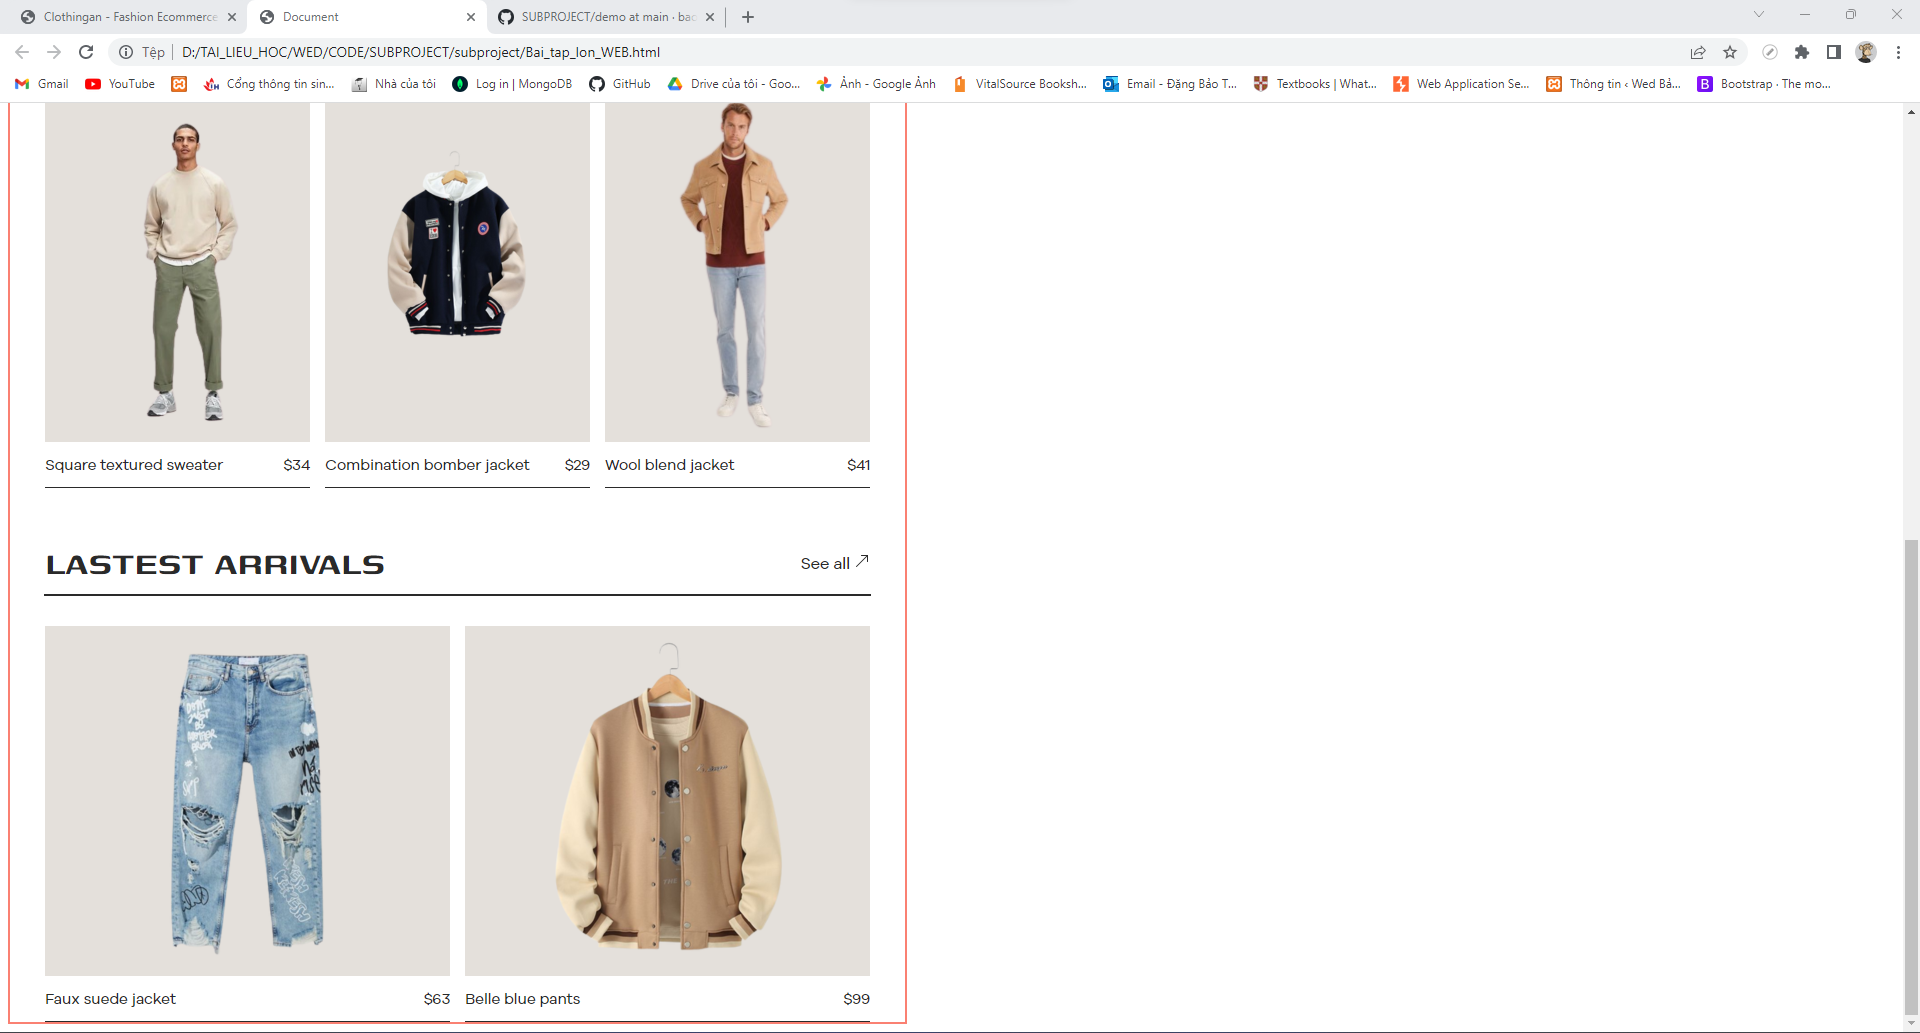 Clothingan - Fashion Ecommerce
Document
SUBPROJECT/demo at main · bao
Tệp
D:/TAI_LIEU_HOC/WED/CODE/SUBPROJECT/subproject/Bai_tap_lon_WEB.html
Gmail
YouTube
Cổng thông tin sin...
Nhà của tôi
Log in | MongoDB
GitHub
Drive của tôi - Goo...
Ảnh - Google Ảnh
VitalSource Booksh...
Email - Đặng Bảo T...
Textbooks | What...
Web Application Se...
Thông tin ‹ Wed Bả...
B
Bootstrap · The mo...
Square textured sweater $34
Combination bomber jacket $29
Wool blend jacket $41
LASTEST ARRIVALS
See all
Faux suede jacket $63
Belle blue pants $99